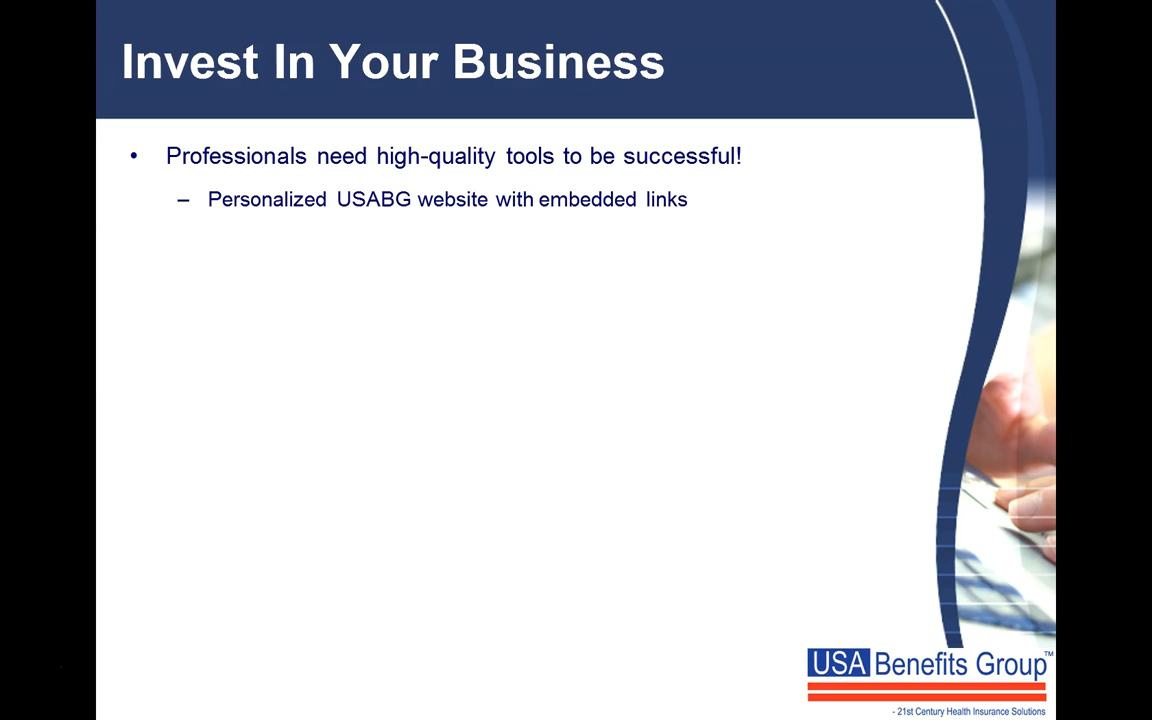 Invest In Your Business
• Professionals need high-quality tools to be successful!
– Personalized USABG website with embedded links
USA Benefits Group™
- 21st Century Health Insurance Solutions